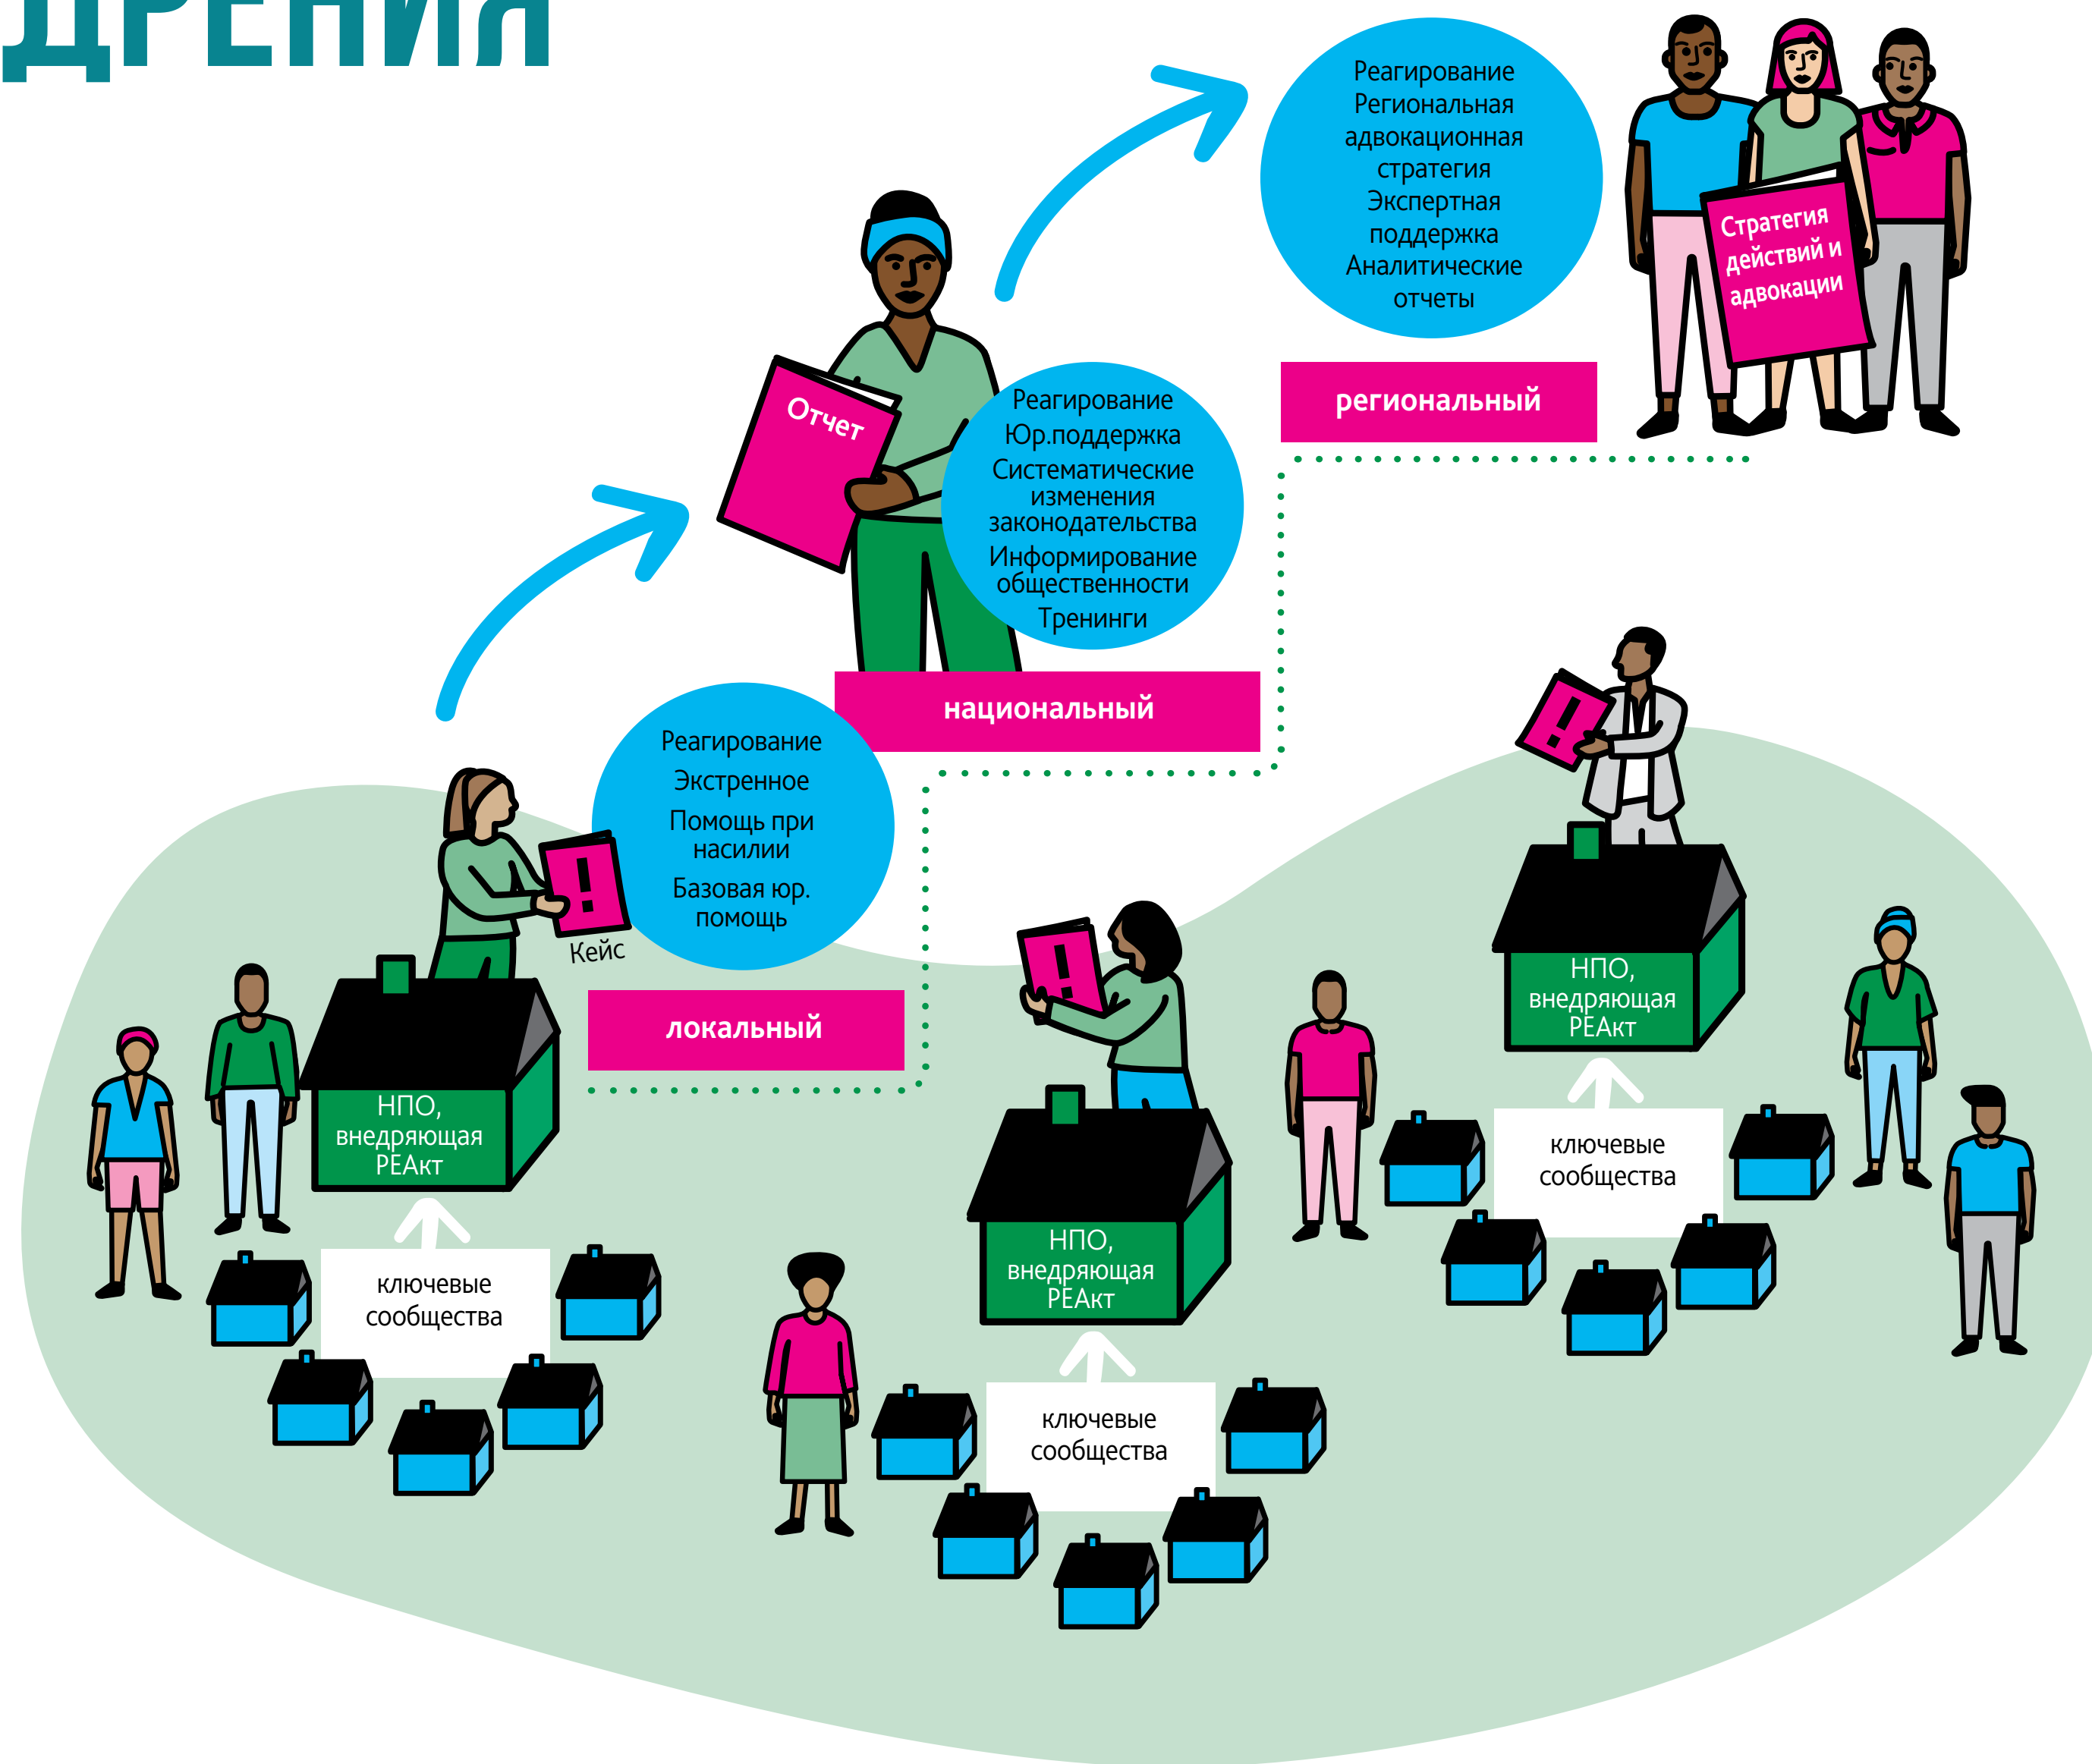 ДРЕНИЯ
Реагирование
Региональная
адвокационная
стратегия
Экспертная
поддержка
Аналитические
отчеты
Стратегия
действий и
адвокации
региональный
Отчет
Реагирование
Юр.поддержка
Систематические
изменения
законодательства
Информирование
общественности
Тренинги
национальный
Реагирование
Экстренное
Помощь при
насилии
Базовая юр.
помощь
!
Кейс
локальный
!
!
НПО,
внедряющая
РЕАкт
ключевые
сообщества
НПО,
внедряющая
РЕАкт
ключевые
сообщества
НПО,
внедряющая
РЕАкт
ключевые
сообщества